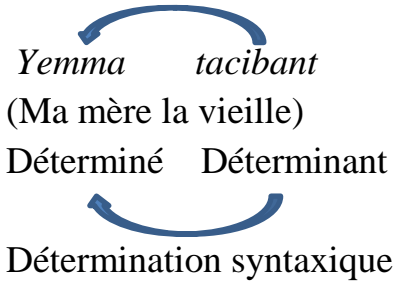 Yemma tacibant
(Ma mère la vieille)
Déterminé Déterminant
Détermination syntaxique